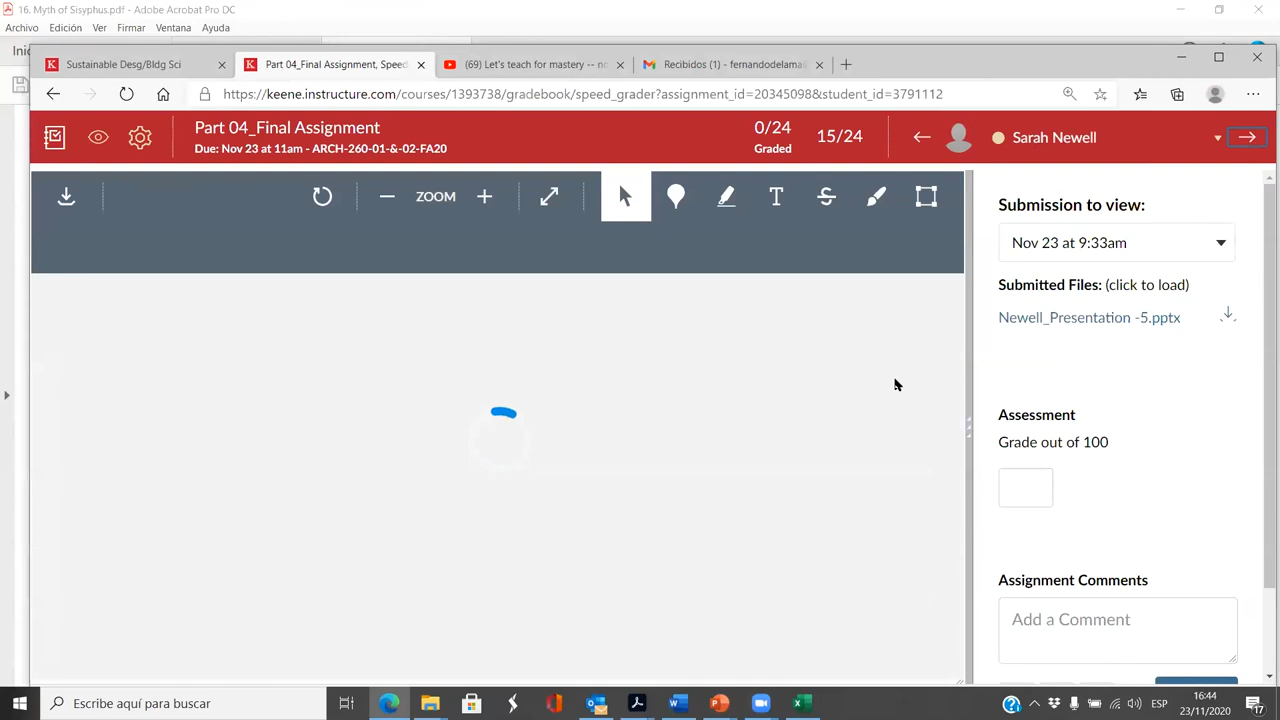 16. Myth of Sisyphus.pdf - Adobe Acrobat Pro DC
Archivo Edición Ver Firmar Ventana Ayuda
Sustainable Desg/Bldg Sci
Part 04_Final Assignment, Speed
(69) Let's teach for mastery -- no
Recibidos (1) - fernandodelama
https://keene.instructure.com/courses/1393738/gradebook/speed_grader?assignment_id=20345098&student_id=3791112
Part 04_Final Assignment
Due: Nov 23 at 11am - ARCH-260-01-&-02-FA20
0/24
Graded
15/24
Sarah Newell
ZOOM
Submission to view:
Nov 23 at 9:33am
Submitted Files: (click to load)
Newell_Presentation -5.pptx
Assessment
Grade out of 100
Assignment Comments
Add a Comment
Escribe aquí para buscar
ESP
16:44
23/11/2020
17